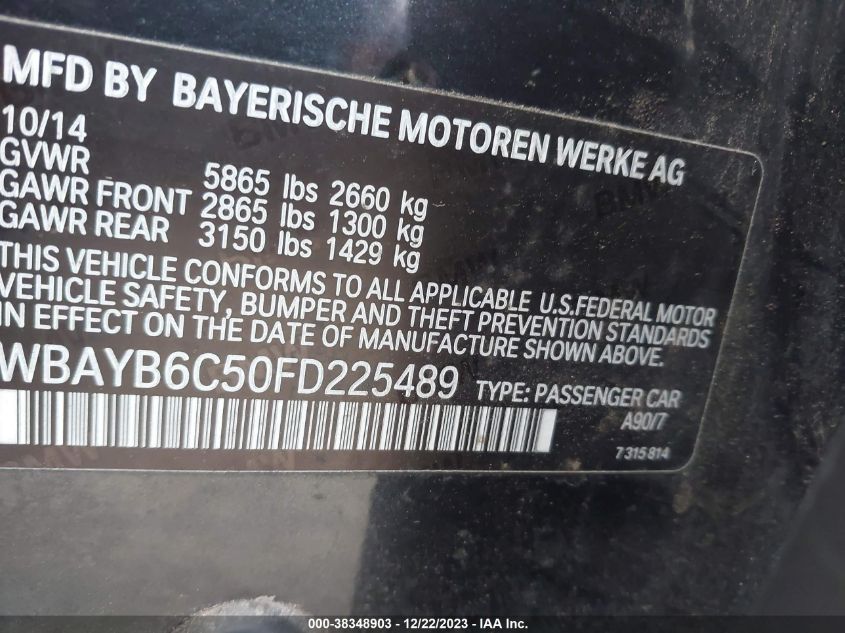 MFD BY BAYERISCHE MOTOREN WERKE AG
10/14
GVWR 5865 lbs 2660 kg
GAWR FRONT 2865 lbs 1300 kg
GAWR REAR 3150 lbs 1429 kg
THIS VEHICLE CONFORMS TO ALL APPLICABLE U.S.FEDERAL MOTOR
VEHICLE SAFETY, BUMPER AND THEFT PREVENTION STANDARDS
IN EFFECT ON THE DATE OF MANUFACTURE SHOWN ABOVE.
WBAYB6C50FD225489 TYPE: PASSENGER CAR
A90/7
7315814
000-38348903 - 12/22/2023 - IAA Inc.